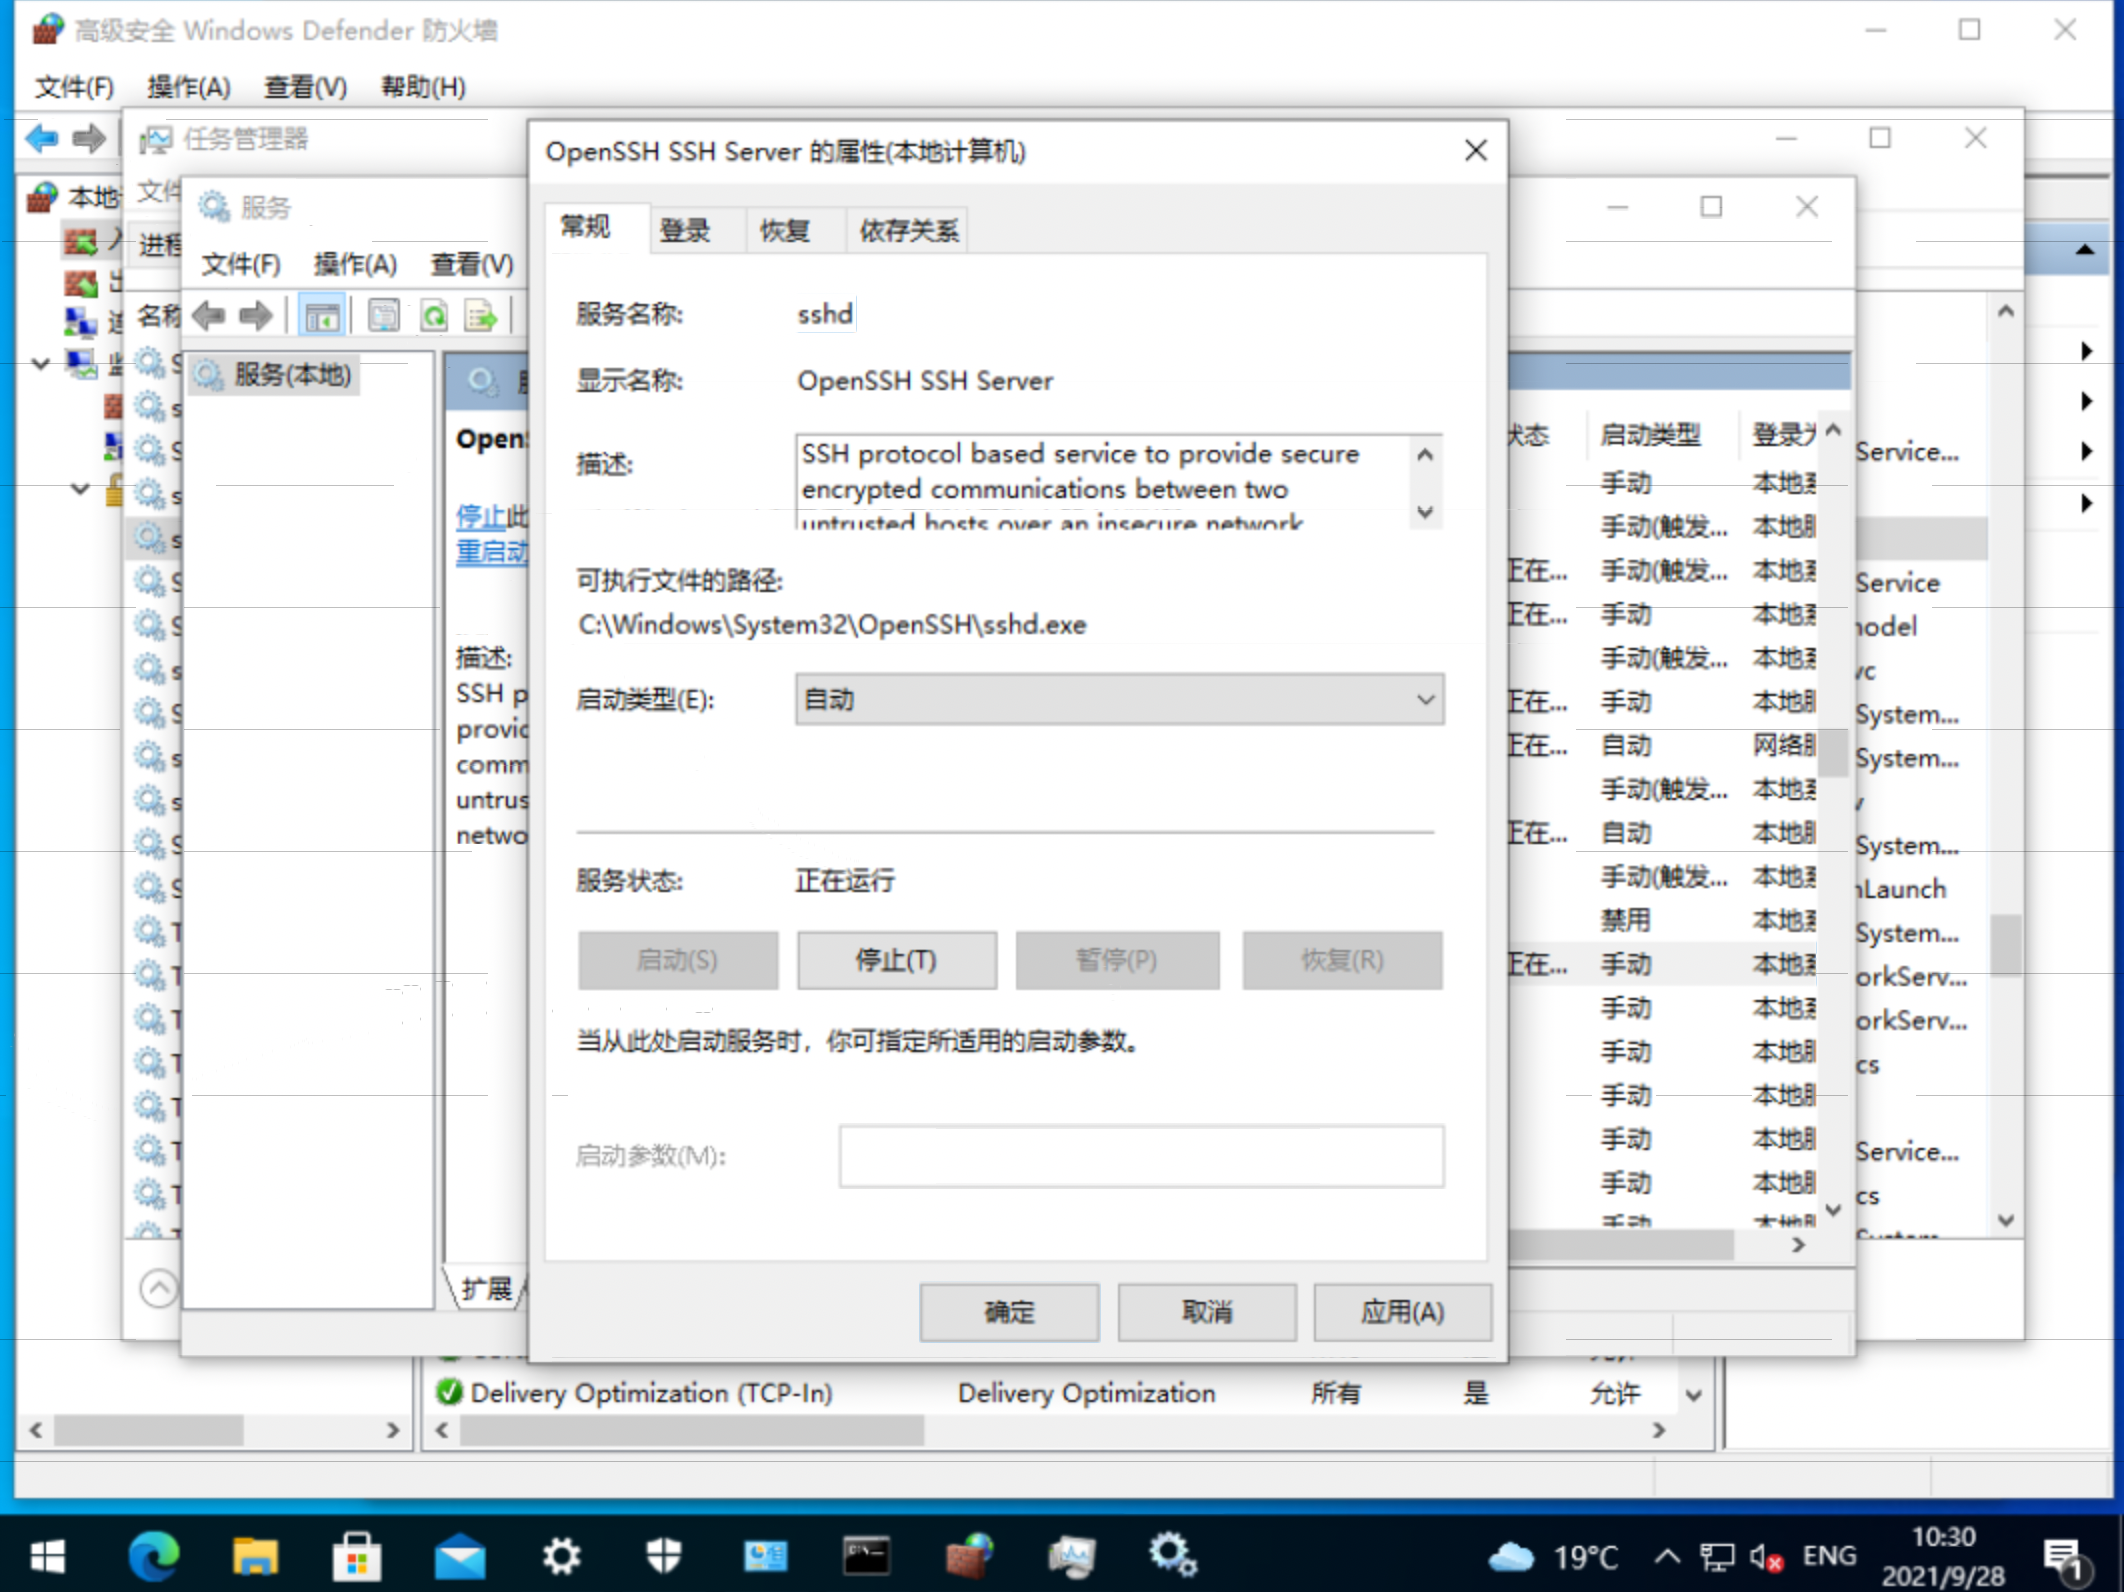 高级安全 Windows Defender 防火墙
文件(F) 操作(A) 查看(V) 帮助(H)
任务管理器
文件
进程
名称
服务
文件(F) 操作(A) 查看(V)
服务(本地)
停止此
重启动
描述:
扩展
OpenSSH SSH Server 的属性(本地计算机)
常规 登录 恢复 依存关系
服务名称: sshd
显示名称: OpenSSH SSH Server
描述: SSH protocol based service to provide secure
encrypted communications between two
untrusted hosts over an insecure network
可执行文件的路径:
C:\Windows\System32\OpenSSH\sshd.exe
启动类型(E): 自动
服务状态: 正在运行
启动(S) 停止(T) 暂停(P) 恢复(R)
当从此处启动服务时，你可指定所适用的启动参数。
启动参数(M):
确定 取消 应用(A)
状态 启动类型 登录为
手动 本地系
手动(触发... 本地服
正在... 手动(触发... 本地系
正在... 手动 本地系
手动(触发... 本地系
正在... 手动 本地服
正在... 自动 网络服
手动(触发... 本地系
正在... 自动 本地服
手动(触发... 本地系
禁用 本地系
正在... 手动 本地系
手动 本地系
手动 本地服
手动 本地服
手动 本地服
手动 本地服
Service...
Service
System...
System...
System...
System...
Service...
Delivery Optimization (TCP-In) Delivery Optimization 所有 是 允许
19°C ENG 10:30
2021/9/28
1